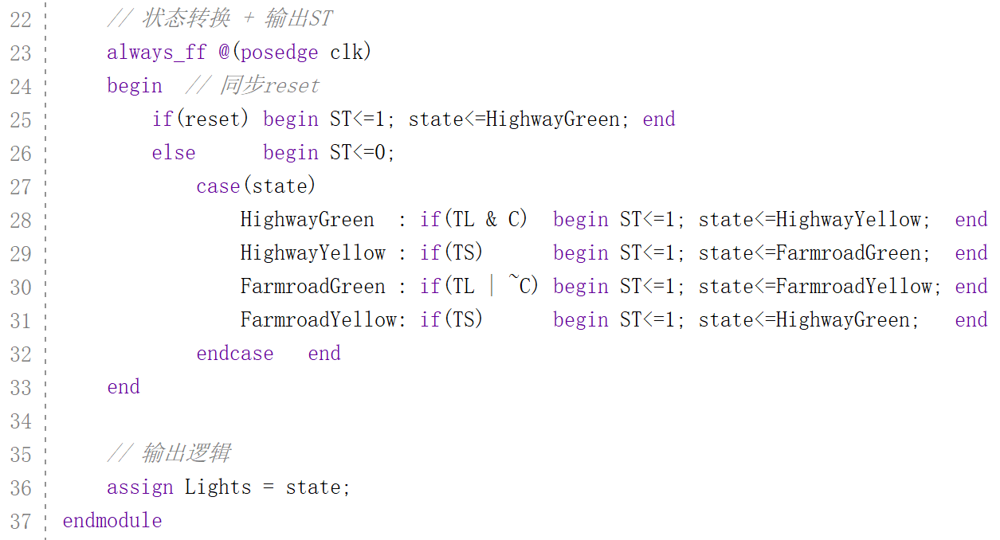 22 // 状态转换 + 输出ST
23 always_ff @(posedge clk)
24 begin // 同步reset
25 if(reset) begin ST<=1; state<=HighwayGreen; end
26 else begin ST<=0;
27 case(state)
28 HighwayGreen : if(TL & C) begin ST<=1; state<=HighwayYellow; end
29 HighwayYellow : if(TS) begin ST<=1; state<=FarmroadGreen; end
30 FarmroadGreen : if(TL | ~C) begin ST<=1; state<=FarmroadYellow; end
31 FarmroadYellow: if(TS) begin ST<=1; state<=HighwayGreen; end
32 endcase end
33 end
34
35 // 输出逻辑
36 assign Lights = state;
37 endmodule